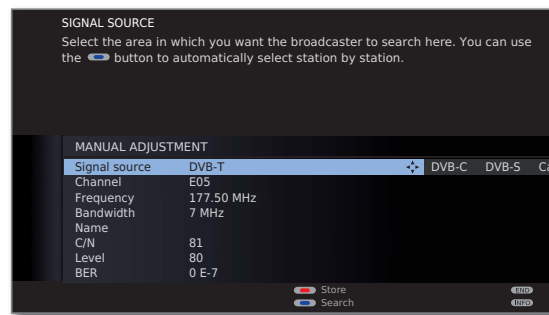 SIGNAL SOURCE
Select the area in which you want the broadcaster to search here. You can use
the button to automatically select station by station.
MANUAL ADJUSTMENT
Signal source DVB-T DVB-C DVB-S Ca
Channel E05
Frequency 177.50 MHz
Bandwidth 7 MHz
Name
C/N 81
Level 80
BER 0 E-7
Store END
Search INFO